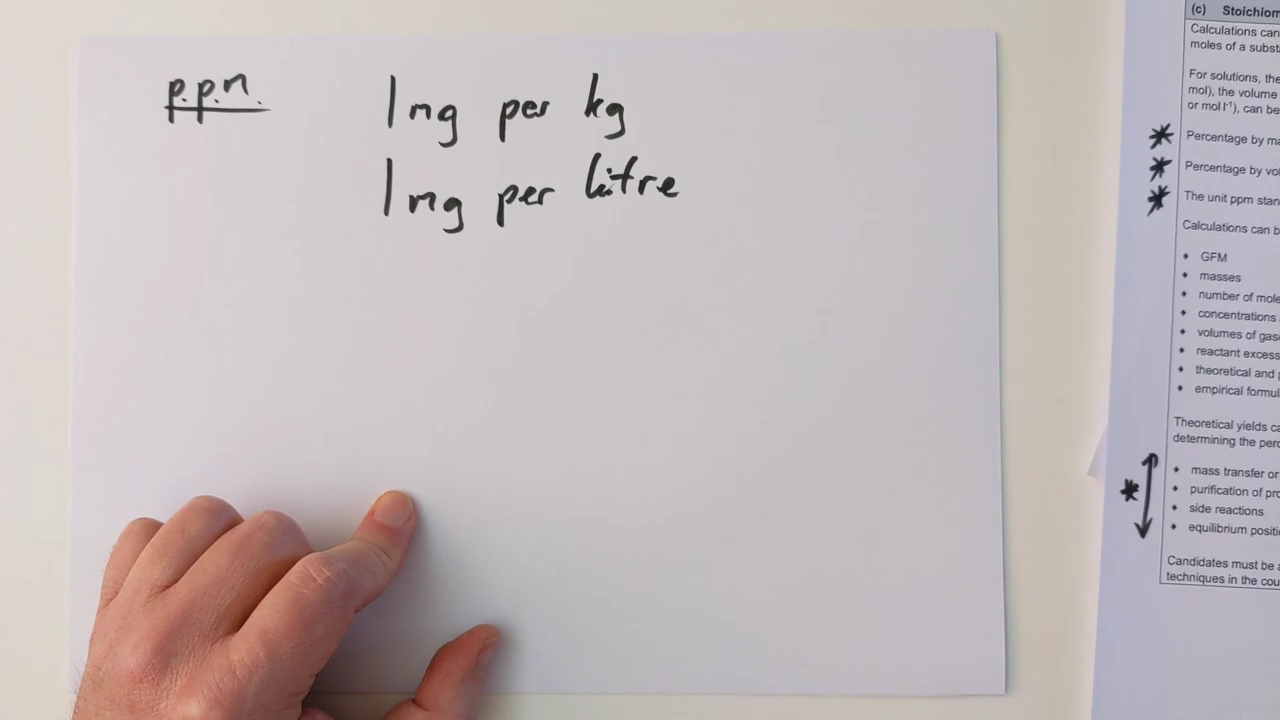 p.p.m.
1mg per kg
1mg per litre
(c) Stoichiom
Calculations can
moles of a subst
For solutions, the
mol), the volume
or mol l⁻¹), can be
Percentage by ma
Percentage by vol
The unit ppm stan
Calculations can b
GFM
masses
number of mole
concentrations
volumes of gase
reactant excess
theoretical and p
empirical formul
Theoretical yields ca
determining the perc
mass transfer or
purification of pro
side reactions
equilibrium positi
Candidates must be a
techniques in the cou